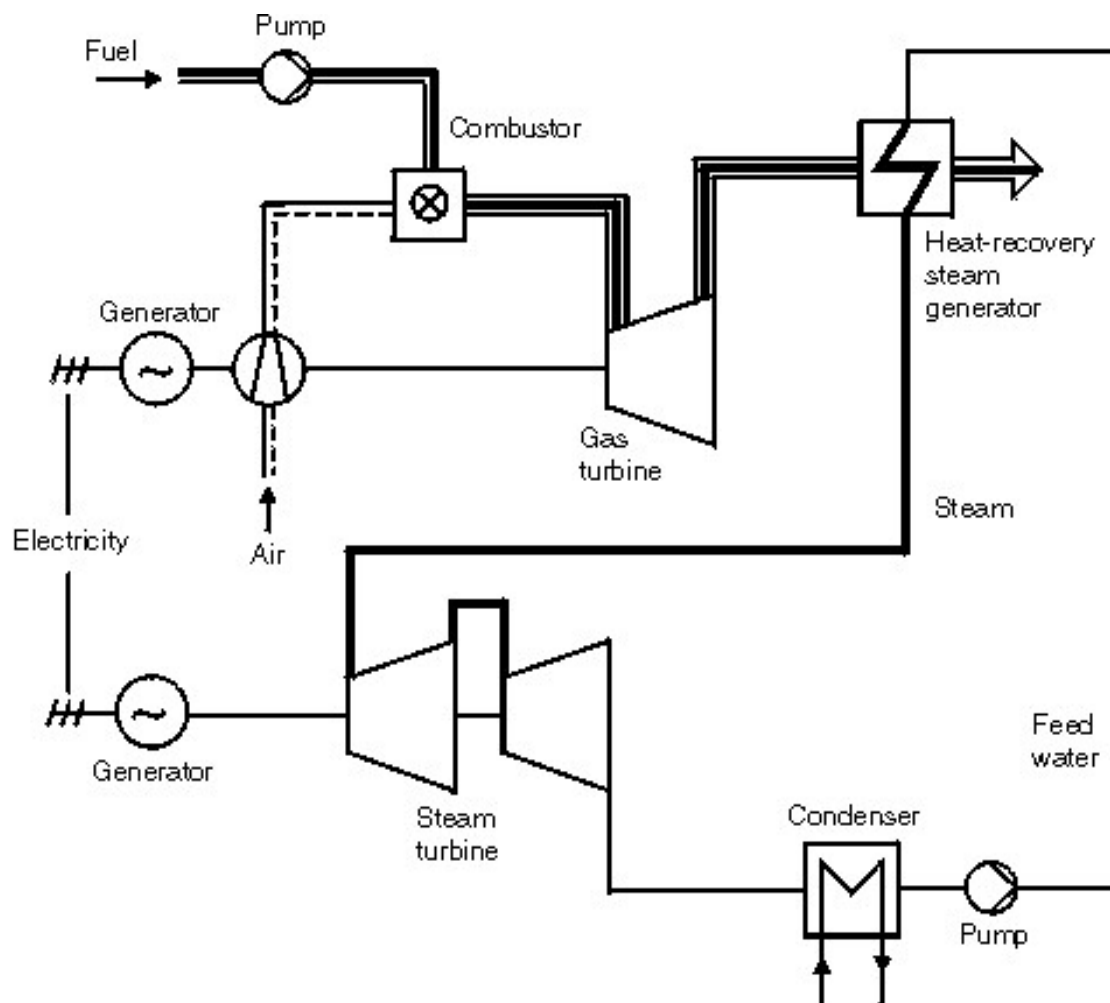 Pump
Fuel
Combustor
Heat-recovery
steam
generator
Generator
Gas
turbine
Steam
Electricity
Air
Feed
water
Generator
Steam
turbine
Condenser
Pump